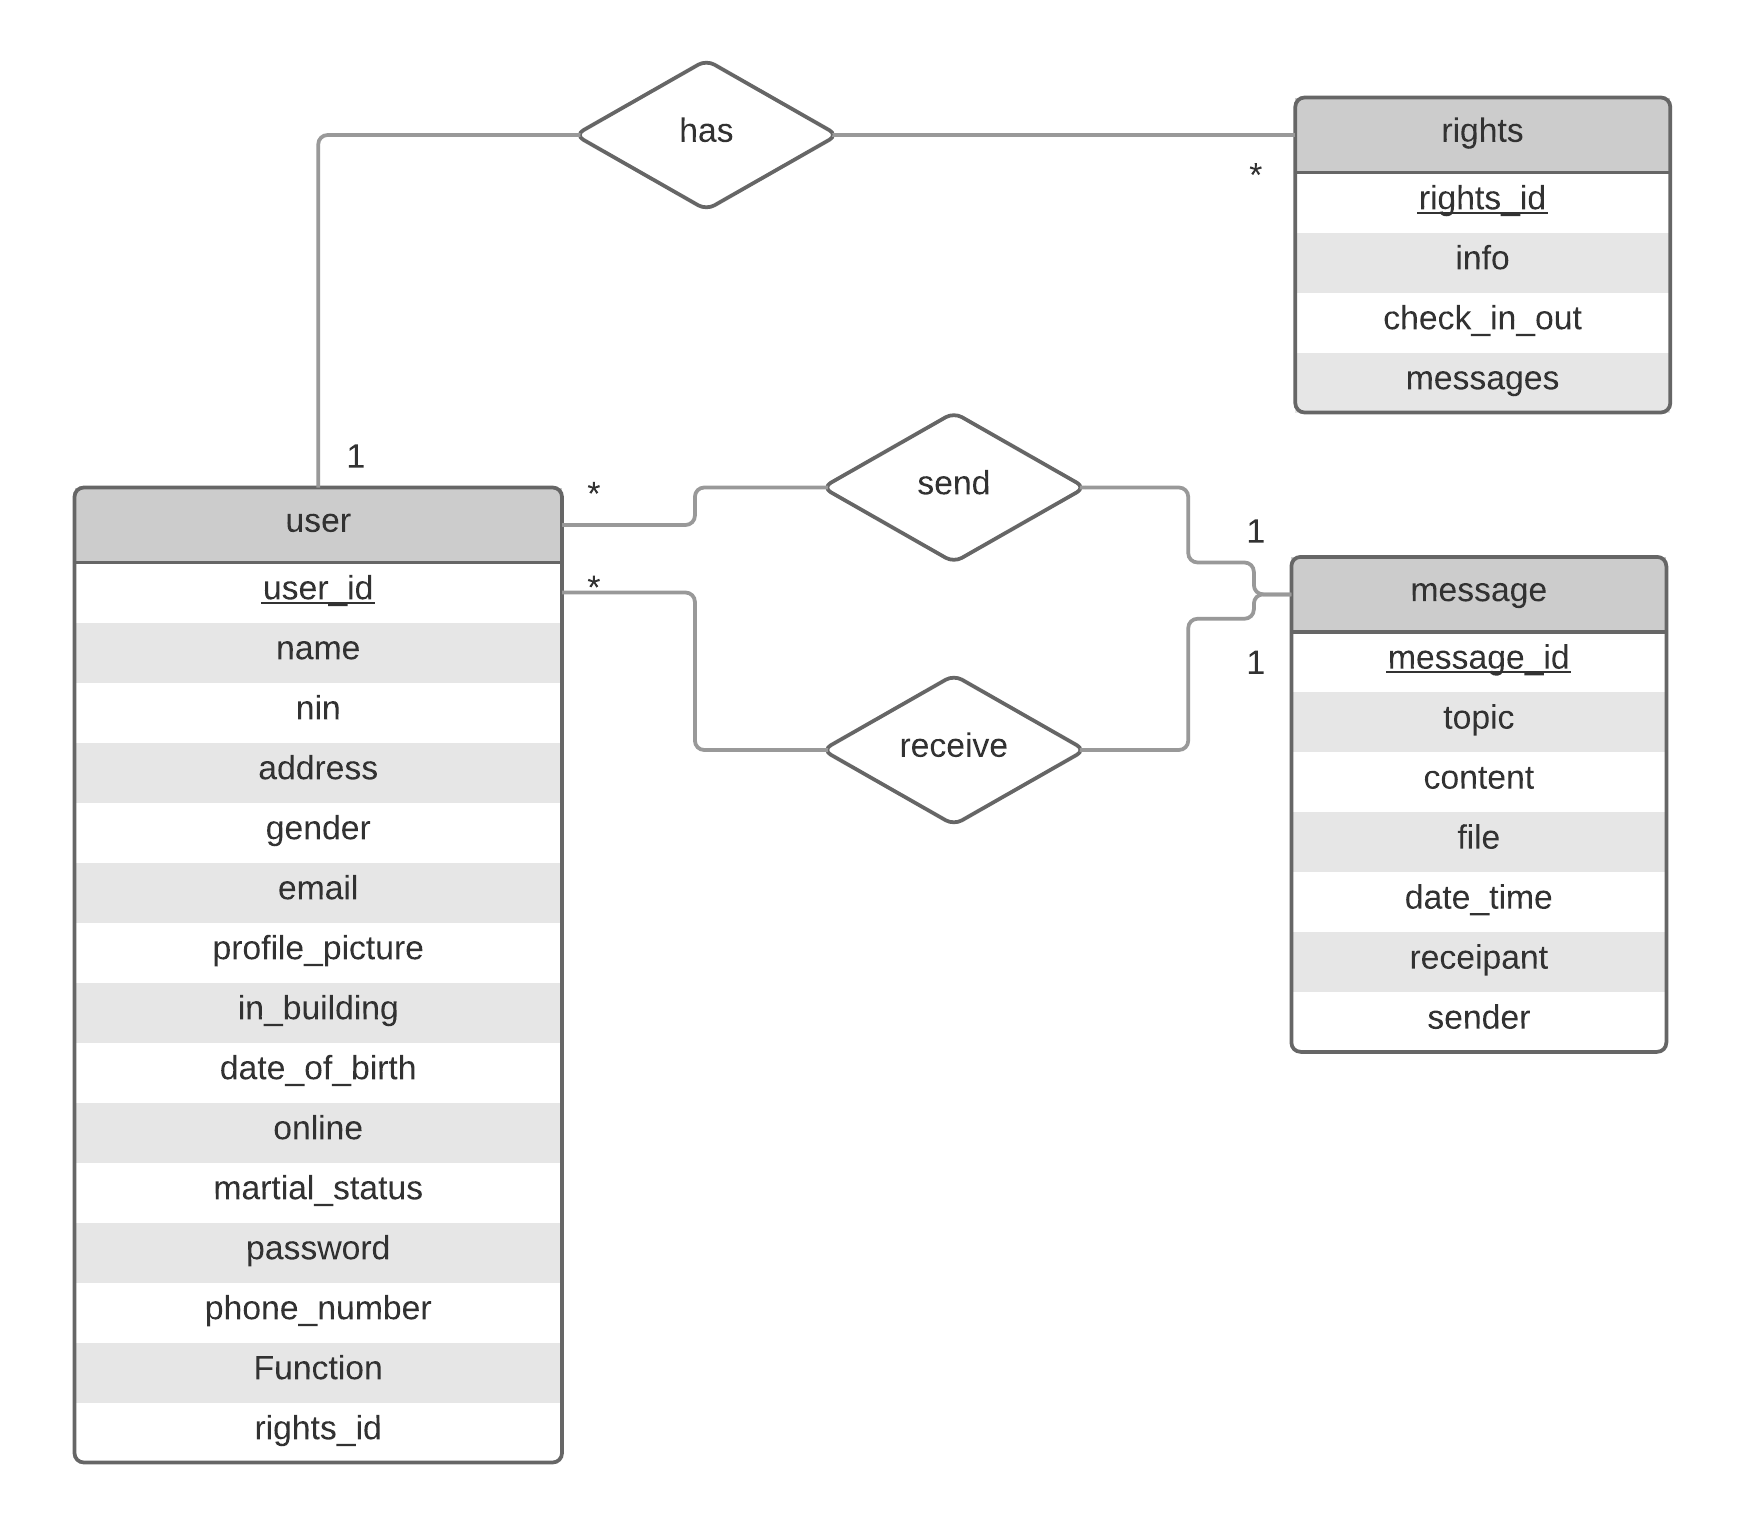 has
rights
*
rights_id
info
check_in_out
messages
1
user
*
send
1
*
message
user_id
name
nin
address
gender
email
profile_picture
in_building
date_of_birth
online
martial_status
password
phone_number
Function
rights_id
receive
1
message_id
topic
content
file
date_time
receipant
sender